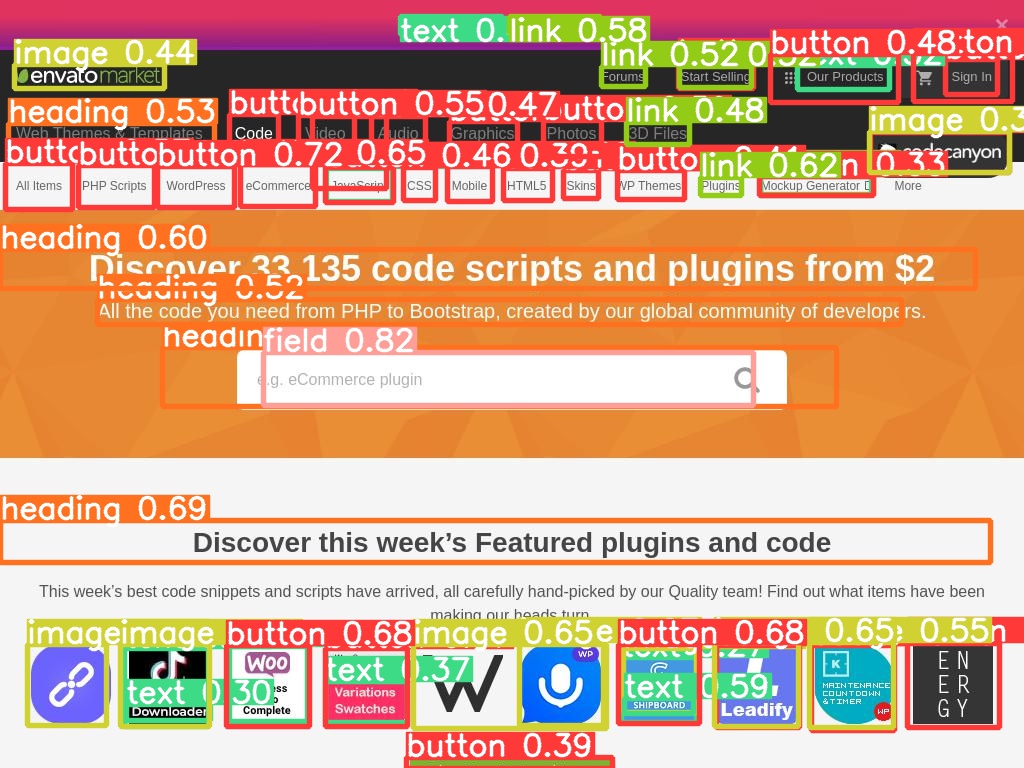 text 0. link 0.58
image 0.44 link 0.52 button 0.48
envatomarket Forums Start Selling Our Products Sign In
heading 0.53 button 0.55 0.47 link 0.48 image 0.3
Web Themes & Templates Code Video Audio Graphics Photos 3D Files
codecanyon
button 0.72 0.65 0.46 link 0.62 0.33
All Items PHP Scripts WordPress eCommerce JavaScript CSS Mobile HTML5 Skins WP Themes Plugins Mockup Generator More
heading 0.60
Discover 33,135 code scripts and plugins from $2
heading 0.52
All the code you need from PHP to Bootstrap, created by our global community of developers.
field 0.82
e.g. eCommerce plugin
heading 0.69
Discover this week’s Featured plugins and code
This week’s best code snippets and scripts have arrived, all carefully hand-picked by our Quality team! Find out what items have been
making our heads turn.
image image button 0.68 image 0.65 button 0.68 0.65 0.55
Woo
WP
text 0.30
Downloader
Complete
text 0.37
Variations
Swatches
W
text 0.59
SHIPBOARD
Leadify
K
MAINTENANCE
COUNTDOWN
&TIMER
WP
EN
ER
GY
button 0.39